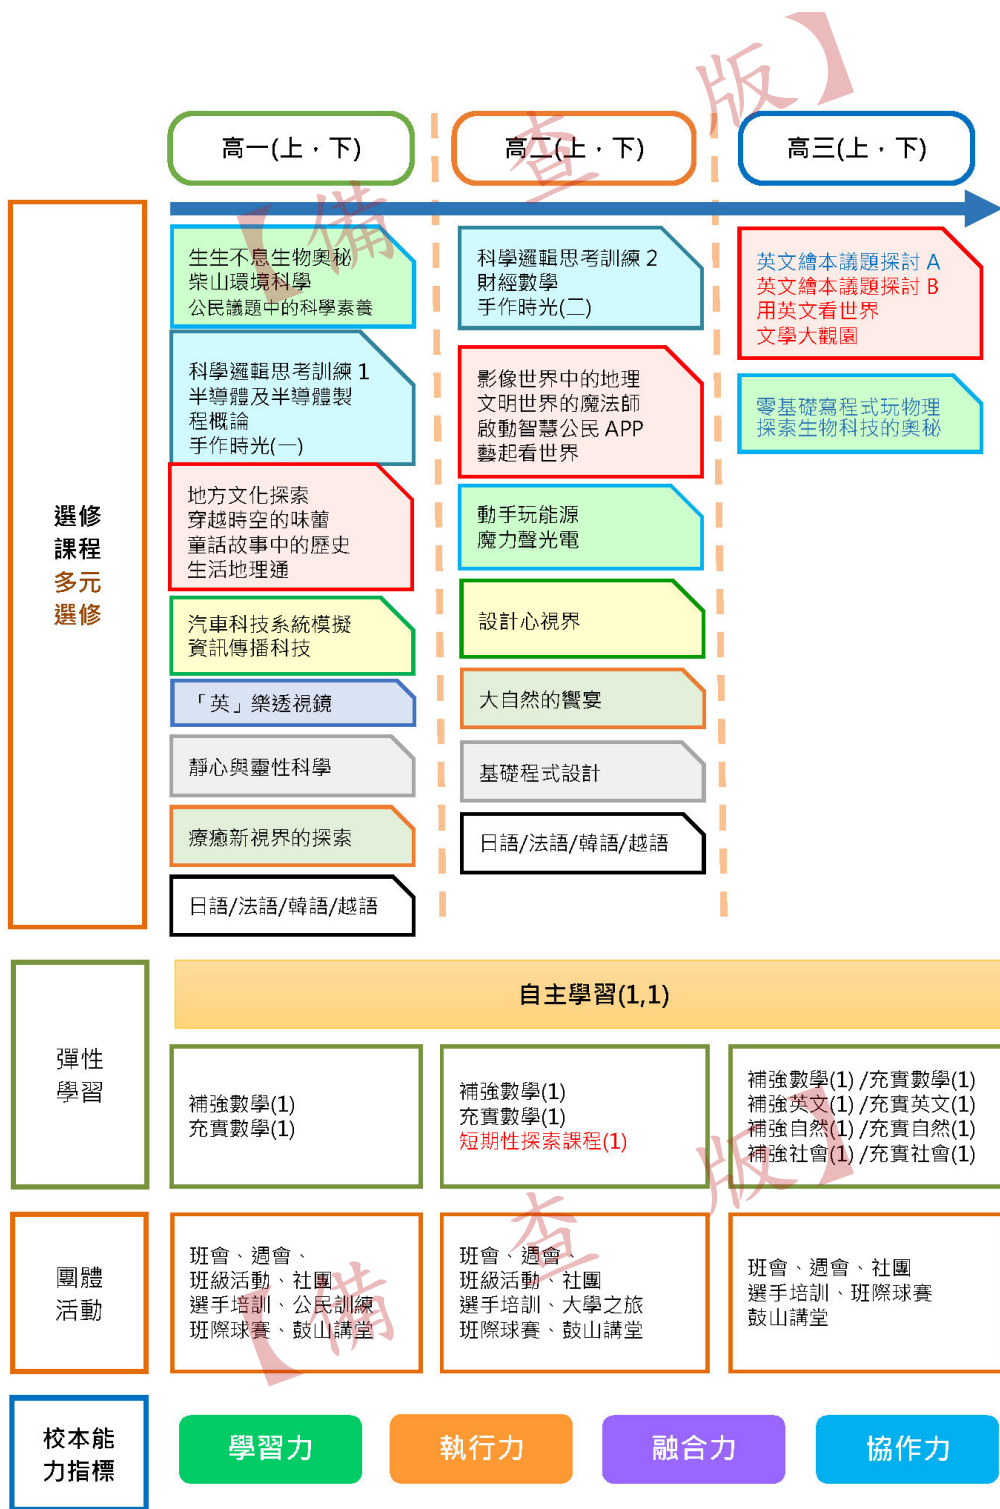 高一(上，下)
高二(上，下)
高三(上，下)
選修
課程
多元
選修
生生不息生物奧秘
柴山環境科學
公民議題中的科學素養
科學邏輯思考訓練 1
半導體及半導體製
程概論
手作時光(一)
地方文化探索
穿越時空的味蕾
童話故事中的歷史
生活地理通
汽車科技系統模擬
資訊傳播科技
「英」樂透視鏡
靜心與靈性科學
療癒新視界的探索
日語/法語/韓語/越語
科學邏輯思考訓練 2
財經數學
手作時光(二)
影像世界中的地理
文明世界的魔法師
啟動智慧公民 APP
藝起看世界
動手玩能源
魔力聲光電
設計心視界
大自然的饗宴
基礎程式設計
日語/法語/韓語/越語
英文繪本議題探討 A
英文繪本議題探討 B
用英文看世界
文學大觀園
零基礎寫程式玩物理
探索生物科技的奧秘
彈性
學習
自主學習(1,1)
補強數學(1)
充實數學(1)
補強數學(1)
充實數學(1)
短期性探索課程(1)
補強數學(1) /充實數學(1)
補強英文(1) /充實英文(1)
補強自然(1) /充實自然(1)
補強社會(1) /充實社會(1)
團體
活動
班會、週會、
班級活動、社團
選手培訓、公民訓練
班際球賽、鼓山講堂
班會、週會、
班級活動、社團
選手培訓、大學之旅
班際球賽、鼓山講堂
班會、週會、社團
選手培訓、班際球賽
鼓山講堂
校本能
力指標
學習力
執行力
融合力
協作力
【備查版】
【備查版】